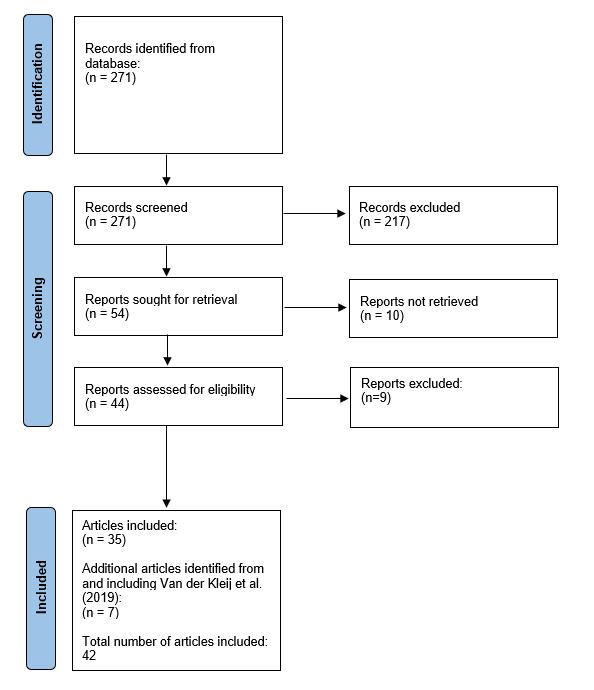 Identification
Records identified from
database:
(n = 271)
Screening
Records screened
(n = 271)
Records excluded
(n = 217)
Reports sought for retrieval
(n = 54)
Reports not retrieved
(n = 10)
Reports assessed for eligibility
(n = 44)
Reports excluded:
(n=9)
Included
Articles included:
(n = 35)
Additional articles identified from
and including Van der Kleij et al.
(2019):
(n = 7)
Total number of articles included:
42